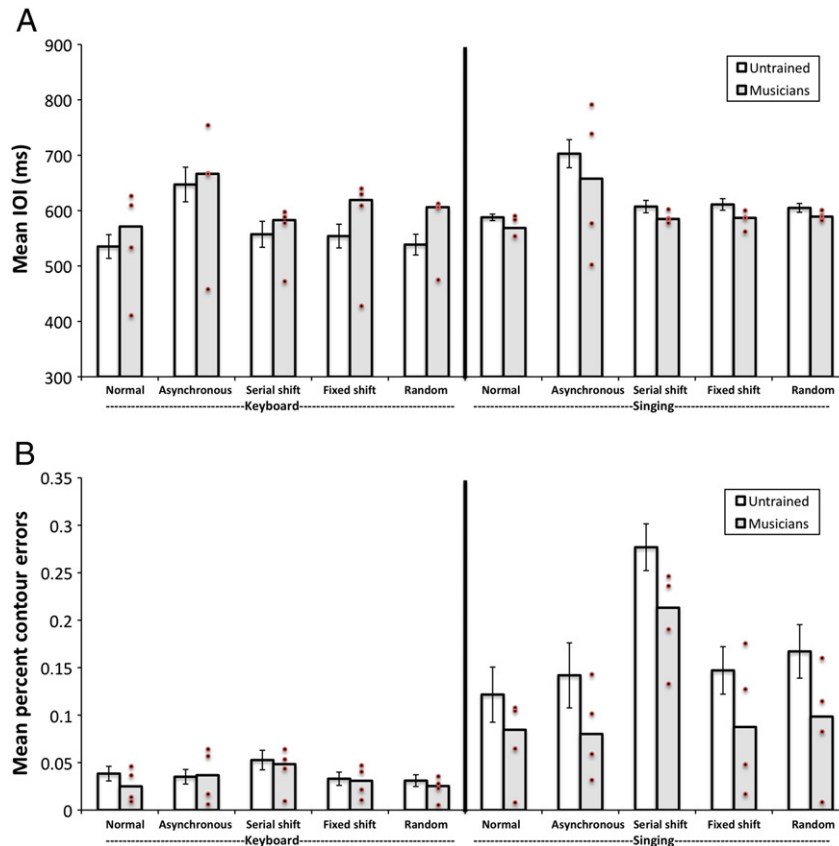 A
Mean IOI (ms)
900
800
700
600
500
400
300
Untrained
Musicians
Normal Asynchronous Serial shift Fixed shift Random Normal Asynchronous Serial shift Fixed shift Random
Keyboard Singing
B
Mean percent contour errors
0.35
0.3
0.25
0.2
0.15
0.1
0.05
0
Untrained
Musicians
Normal Asynchronous Serial shift Fixed shift Random Normal Asynchronous Serial shift Fixed shift Random
Keyboard Singing